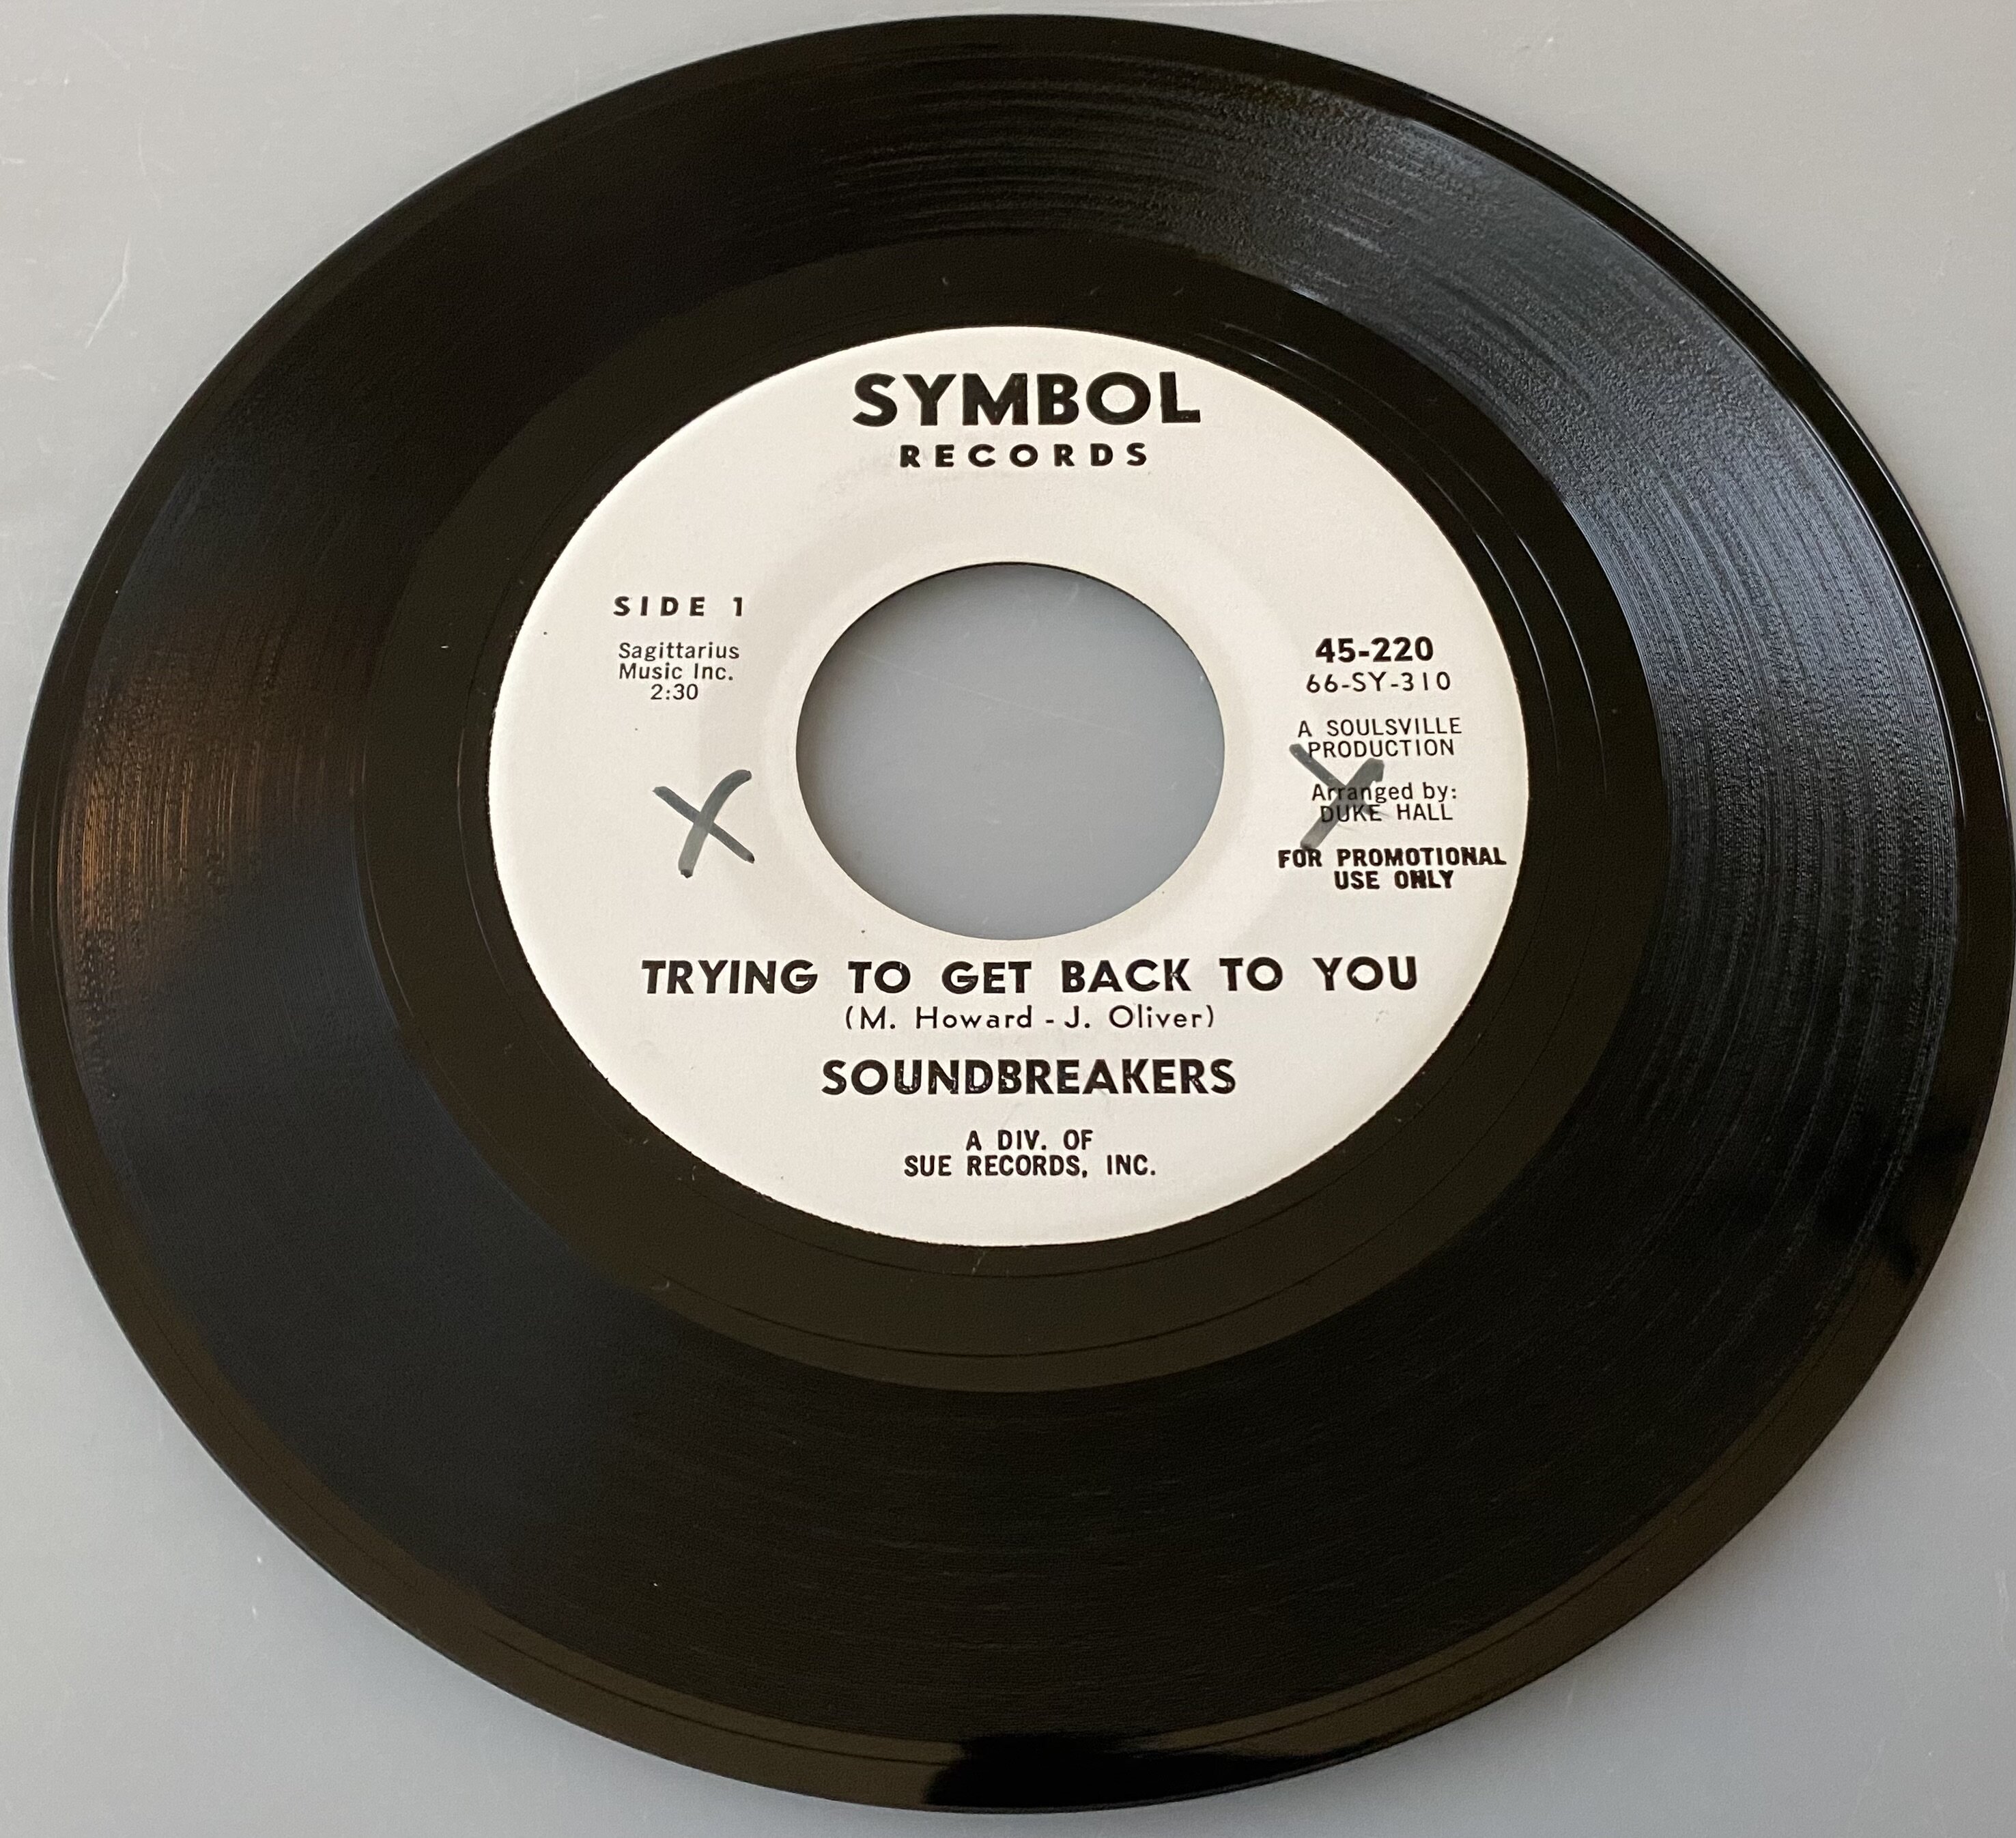 SYMBOL
RECORDS
SIDE 1
Sagittarius
Music Inc.
2:30
45-220
66-SY-310
A SOULSVILLE
PRODUCTION
Arranged by:
DUKE HALL
FOR PROMOTIONAL
USE ONLY
X
X
TRYING TO GET BACK TO YOU
(M. Howard - J. Oliver)
SOUNDBREAKERS
A DIV. OF
SUE RECORDS, INC.